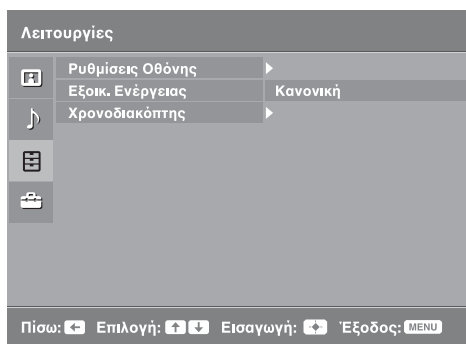 Λειτουργίες
Ρυθμίσεις Οθόνης
Εξοικ. Ενέργειας Κανονική
Χρονοδιακόπτης
Πίσω: Επιλογή: Εισαγωγή: Έξοδος: MENU